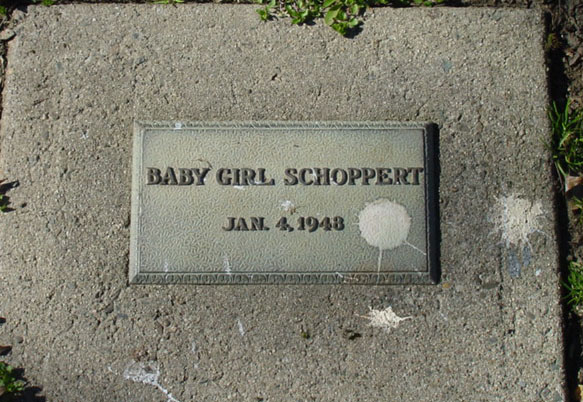 BABY GIRL SCHOPPERT
JAN. 4, 1948